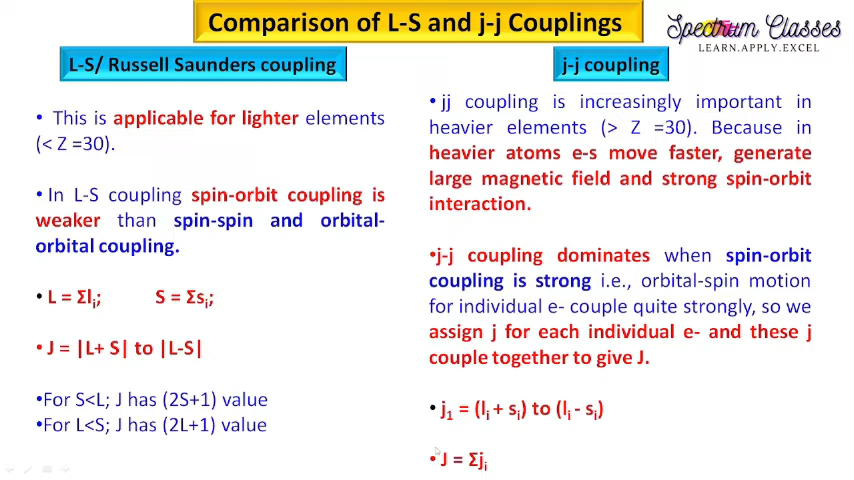 Comparison of L-S and j-j Couplings
Spectrum Classes
LEARN.APPLY.EXCEL
L-S/ Russell Saunders coupling
• This is applicable for lighter elements
(< Z =30).
• In L-S coupling spin-orbit coupling is
weaker than spin-spin and orbital-
orbital coupling.
• L = Σlᵢ; S = Σsᵢ;
• J = |L+ S| to |L-S|
•For S<L; J has (2S+1) value
•For L<S; J has (2L+1) value
j-j coupling
• jj coupling is increasingly important in
heavier elements (> Z =30). Because in
heavier atoms e-s move faster, generate
large magnetic field and strong spin-orbit
interaction.
•j-j coupling dominates when spin-orbit
coupling is strong i.e., orbital-spin motion
for individual e- couple quite strongly, so we
assign j for each individual e- and these j
couple together to give J.
• j₁ = (lᵢ + sᵢ) to (lᵢ - sᵢ)
• J = Σjᵢ